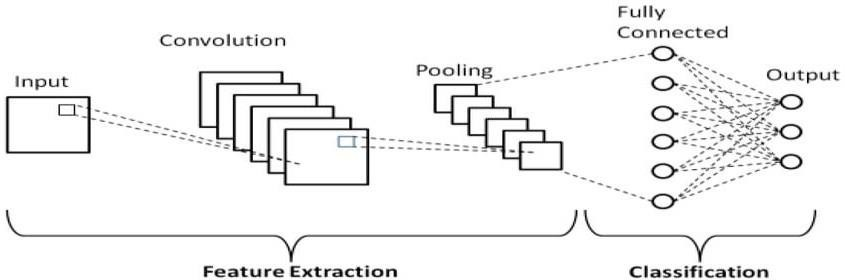 Input
Convolution
Pooling
Fully
Connected
Output
Feature Extraction
Classification